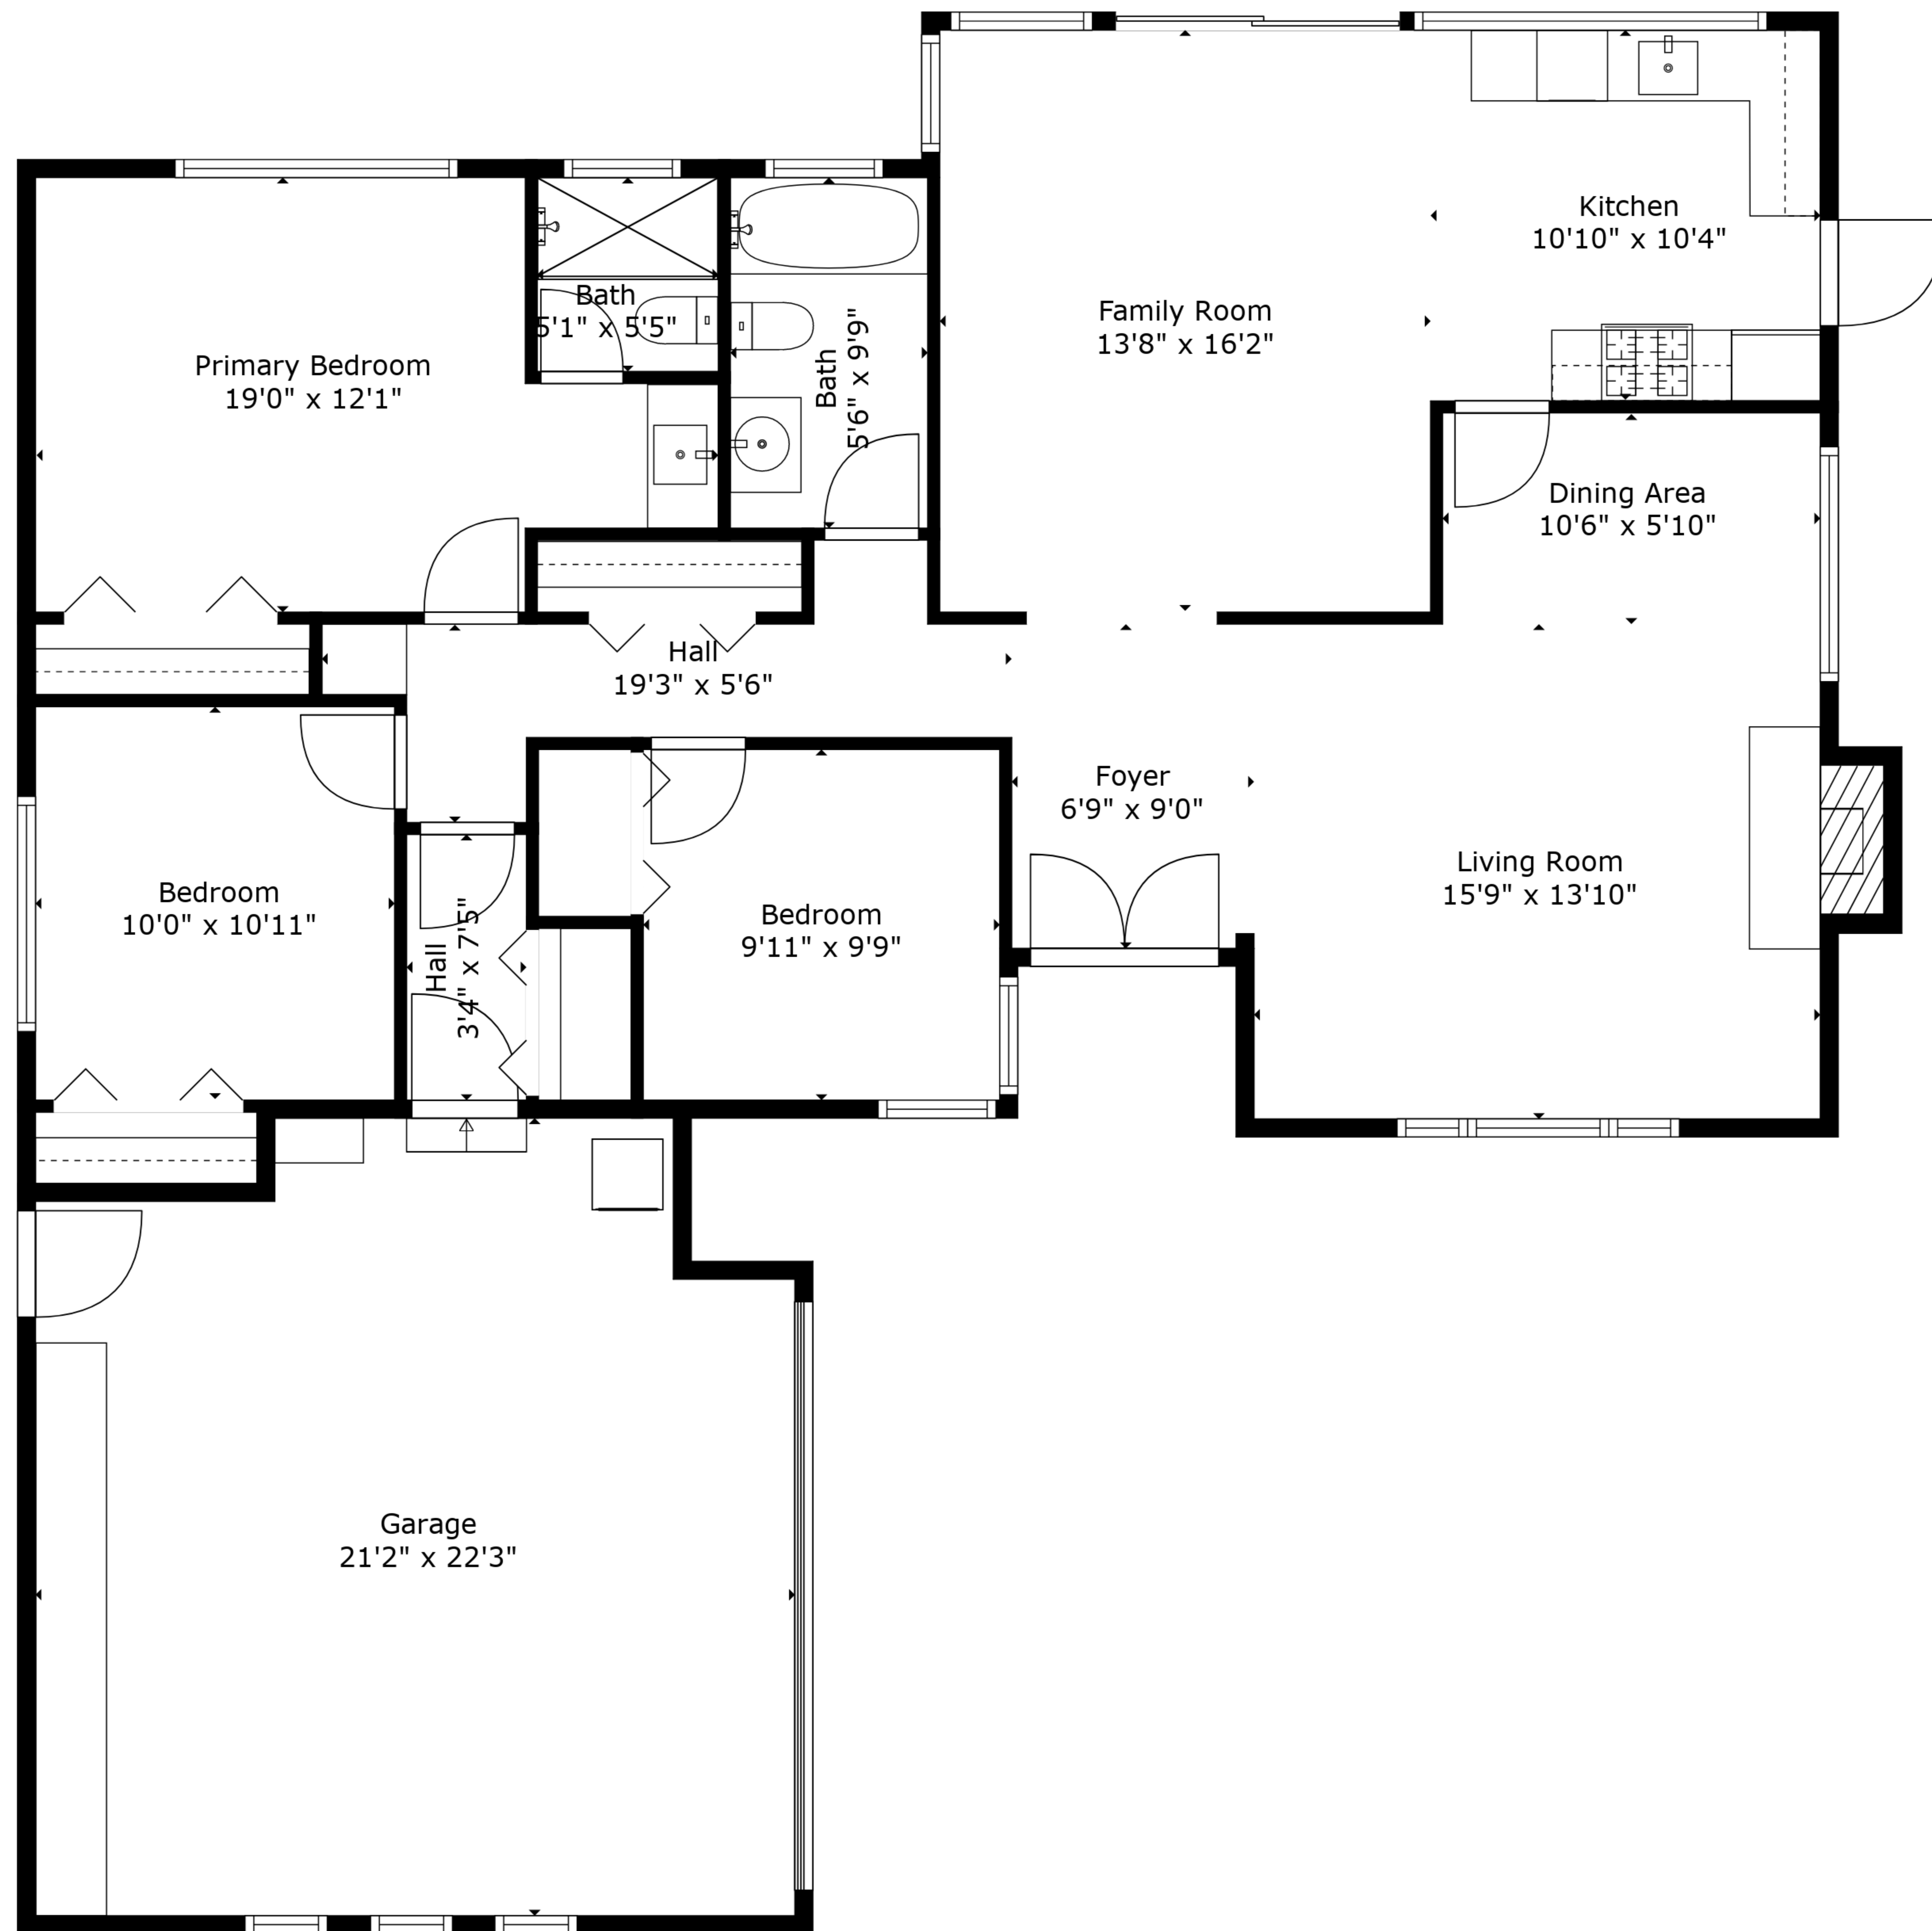 Kitchen
10'10" x 10'4"
Bath
5'1" x 5'5"
Family Room
13'8" x 16'2"
Primary Bedroom
19'0" x 12'1"
Bath
5'6" x 9'9"
Dining Area
10'6" x 5'10"
Hall
19'3" x 5'6"
Foyer
6'9" x 9'0"
Living Room
15'9" x 13'10"
Bedroom
10'0" x 10'11"
Hall
3'4" x 7'5"
Bedroom
9'11" x 9'9"
Garage
21'2" x 22'3"